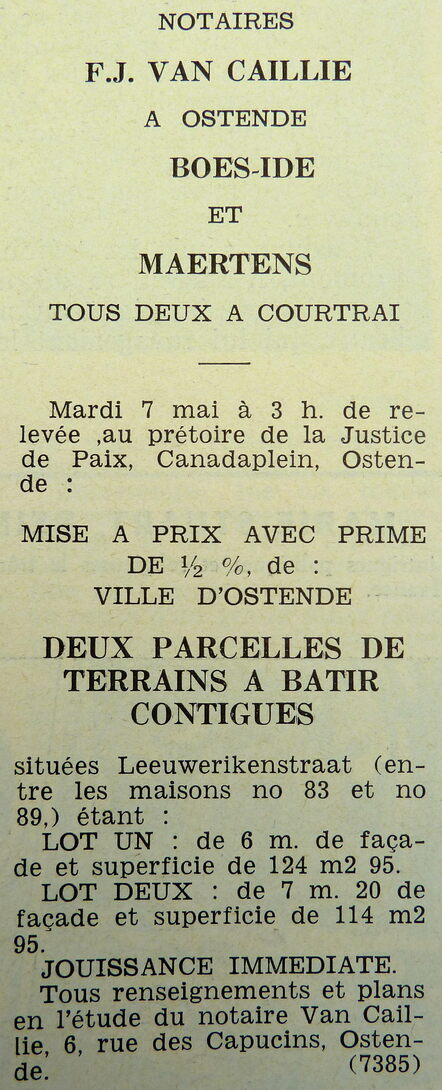 NOTAIRES
F.J. VAN CAILLIE
A OSTENDE
BOES-IDE
ET
MAERTENS
TOUS DEUX A COURTRAI
Mardi 7 mai à 3 h. de re-
levée ,au prétoire de la Justice
de Paix, Canadaplein, Osten-
de :
MISE A PRIX AVEC PRIME
DE ½ %, de :
VILLE D'OSTENDE
DEUX PARCELLES DE
TERRAINS A BATIR
CONTIGUES
situées Leeuwerikenstraat (en-
tre les maisons no 83 et no
89,) étant :
LOT UN : de 6 m. de faça-
de et superficie de 124 m2 95.
LOT DEUX : de 7 m. 20 de
façade et superficie de 114 m2
95.
JOUISSANCE IMMEDIATE.
Tous renseignements et plans
en l'étude du notaire Van Cail-
lie, 6, rue des Capucins, Osten-
de. (7385)